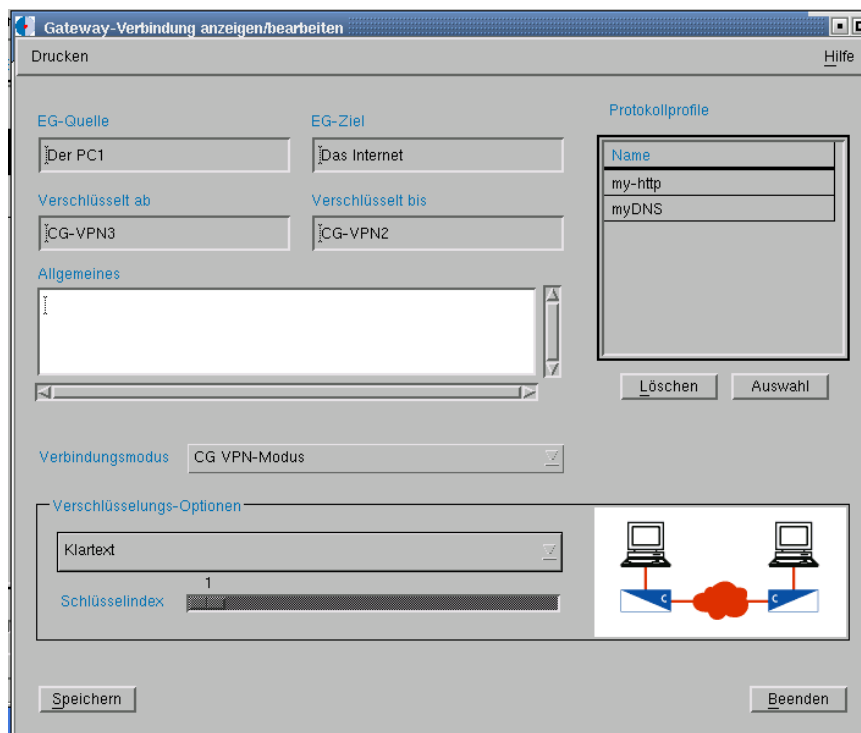 Gateway-Verbindung anzeigen/bearbeiten
Drucken Hilfe
EG-Quelle EG-Ziel Protokollprofile
Der PC1 Das Internet Name
my-http
Verschlüsselt ab Verschlüsselt bis myDNS
CG-VPN3 CG-VPN2
Allgemeines
Löschen Auswahl
Verbindungsmodus CG VPN-Modus
Verschlüsselungs-Optionen
Klartext
1
Schlüsselindex
C C
Speichern Beenden